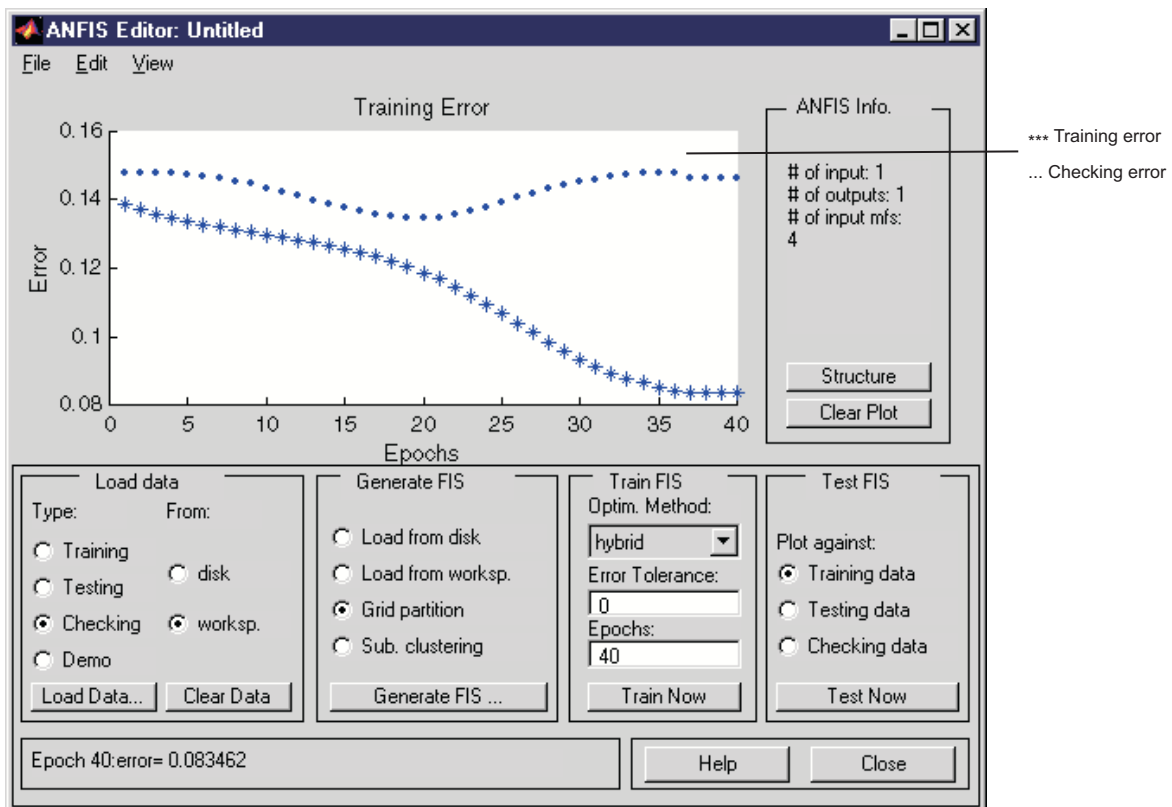 ANFIS Editor: Untitled
File Edit View
Training Error
0.16
0.14
0.12
0.1
0.08
Error
0 5 10 15 20 25 30 35 40
Epochs
ANFIS Info.
# of input: 1
# of outputs: 1
# of input mfs:
4
Structure
Clear Plot
*** Training error
... Checking error
Load data
Type: From:
Training
Testing
Checking
Demo
disk
worksp.
Load Data... Clear Data
Generate FIS
Load from disk
Load from worksp.
Grid partition
Sub. clustering
Generate FIS ...
Train FIS
Optim. Method:
hybrid
Error Tolerance:
0
Epochs:
40
Train Now
Test FIS
Plot against:
Training data
Testing data
Checking data
Test Now
Epoch 40:error= 0.083462
Help Close